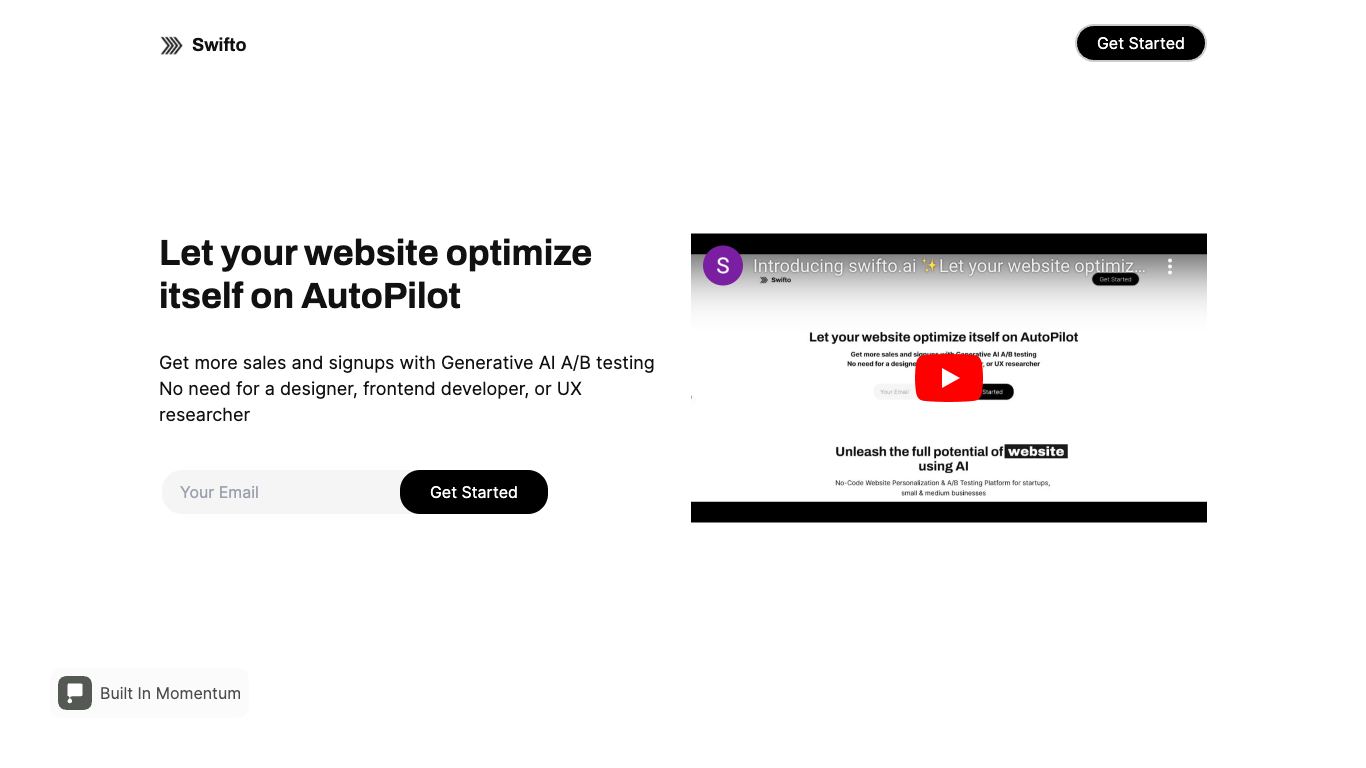 Swifto
Get Started
Let your website optimize
itself on AutoPilot
Get more sales and signups with Generative AI A/B testing
No need for a designer, frontend developer, or UX
researcher
Your Email
Get Started
S
Introducing swifto.ai ✨Let your website optimiz...
Swifto
Get Started
Let your website optimize itself on AutoPilot
Get more sales and signups with Generative AI A/B testing
No need for a designer, or UX researcher
Your Email
Started
Unleash the full potential of website
using AI
No-Code Website Personalization & A/B Testing Platform for startups,
small & medium businesses
Built In Momentum